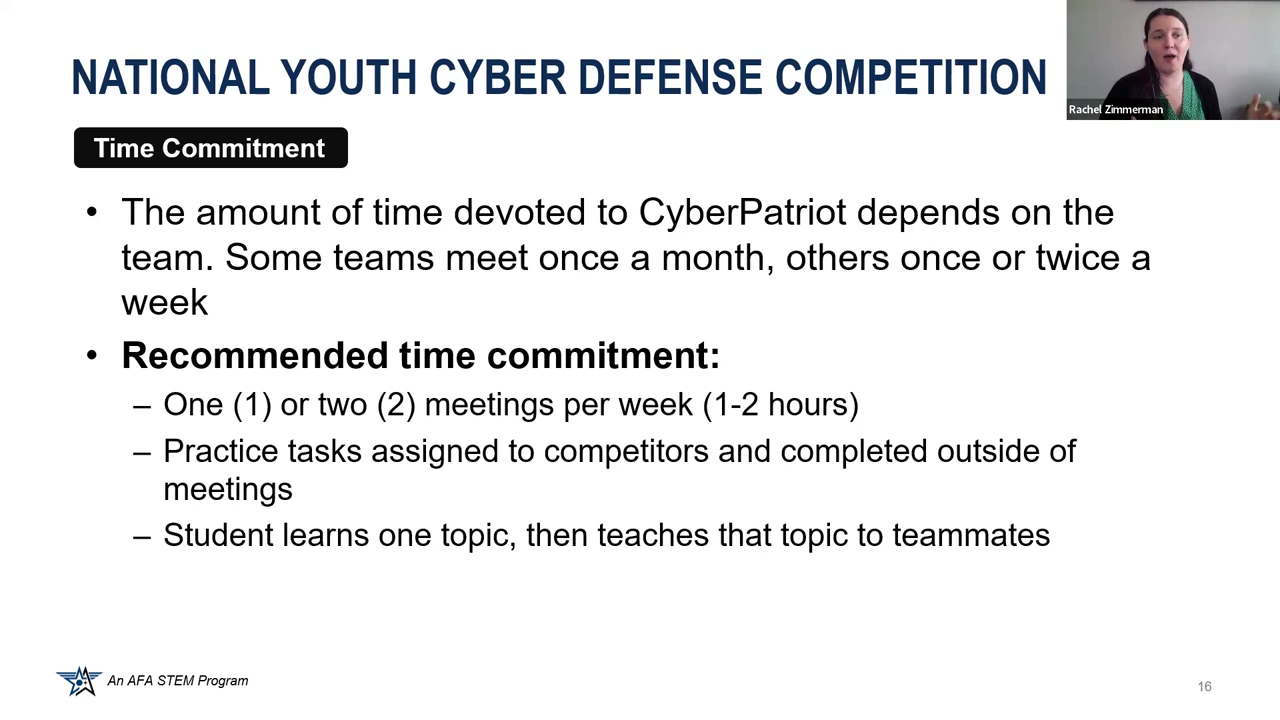 NATIONAL YOUTH CYBER DEFENSE COMPETITION
Rachel Zimmerman
Time Commitment
• The amount of time devoted to CyberPatriot depends on the
team. Some teams meet once a month, others once or twice a
week
• Recommended time commitment:
– One (1) or two (2) meetings per week (1-2 hours)
– Practice tasks assigned to competitors and completed outside of
meetings
– Student learns one topic, then teaches that topic to teammates
An AFA STEM Program
16